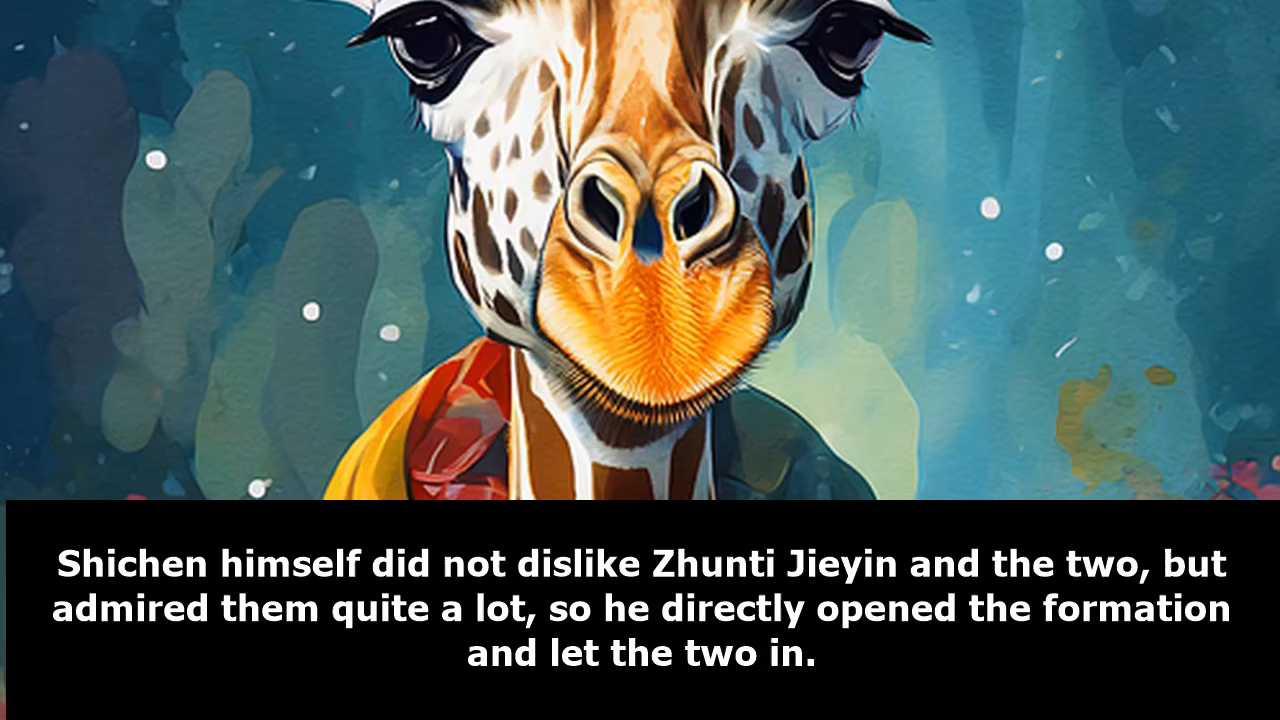 Shichen himself did not dislike Zhunti Jieyin and the two, but
admired them quite a lot, so he directly opened the formation
and let the two in.